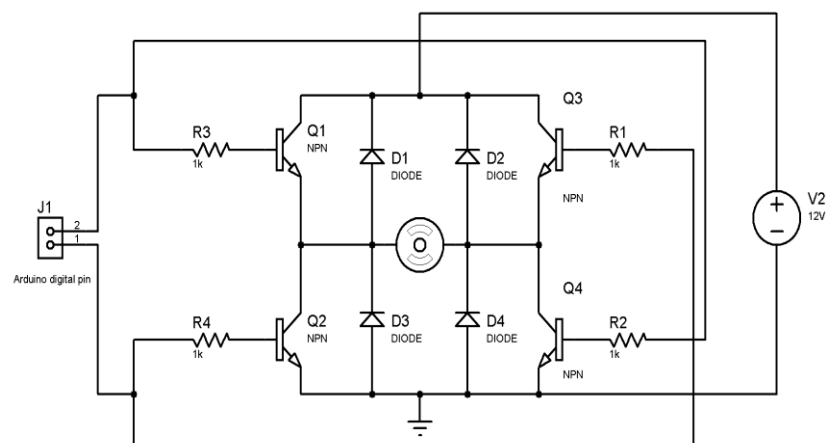 Q3
R3
Q1
D1
D2
R1
1k
NPN
DIODE
DIODE
1k
NPN
V2
12V
J1
2
1
Arduino digital pin
Q4
R4
Q2
D3
D4
R2
1k
NPN
DIODE
DIODE
1k
NPN